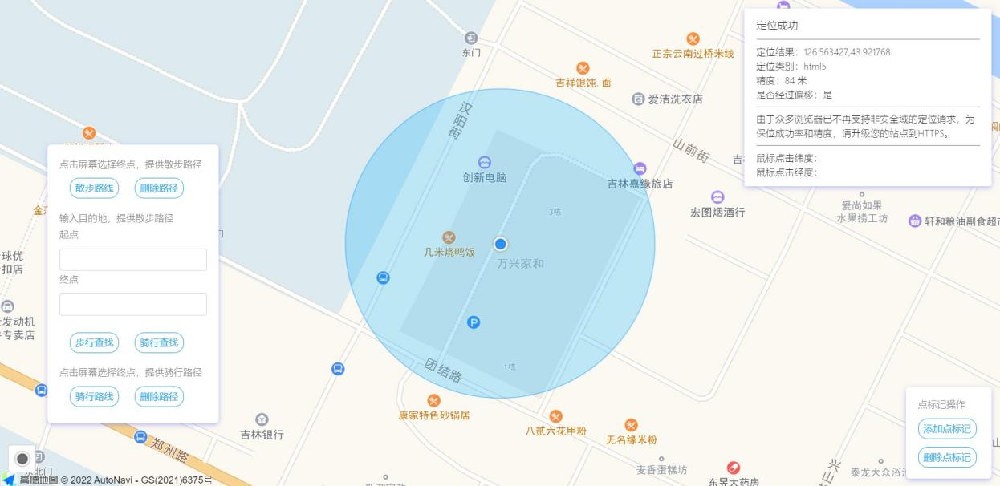 东门
正宗云南过桥米线
吉祥馄饨. 面
爱洁洗衣店
汉阳街
山前街
创新电脑
吉林嘉缘旅店
宏图烟酒行
爱尚如果
水果捞工坊
轩和粮油副食超市
3栋
几米烧鸭饭
万兴家和
P
1栋
团结路
康家特色砂锅居
八贰六花甲粉
无名缘米粉
麦香蛋糕坊
东昱大药房
吉林银行
郑州路
定位成功
定位结果：126.563427,43.921768
定位类别：html5
精度：84 米
是否经过偏移：是
由于众多浏览器已不再支持非安全域的定位请求，为
保位成功率和精度，请升级您的站点到HTTPS。
鼠标点击纬度：
鼠标点击经度：
点击屏幕选择终点，提供散步路径
散步路线
删除路径
输入目的地，提供散步路径
起点
终点
步行查找
骑行查找
点击屏幕选择终点，提供骑行路径
骑行路线
删除路径
点标记操作
添加点标记
删除点标记
球优
扣店
发动机
专卖店
北门
高德地图 © 2022 AutoNavi - GS(2021)6375号